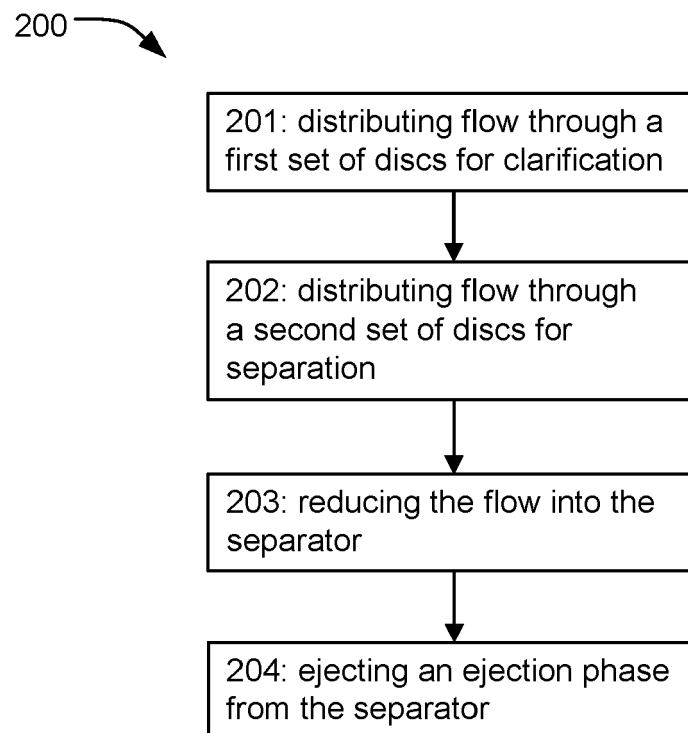 200
201: distributing flow through a
first set of discs for clarification
202: distributing flow through
a second set of discs for
separation
203: reducing the flow into the
separator
204: ejecting an ejection phase
from the separator